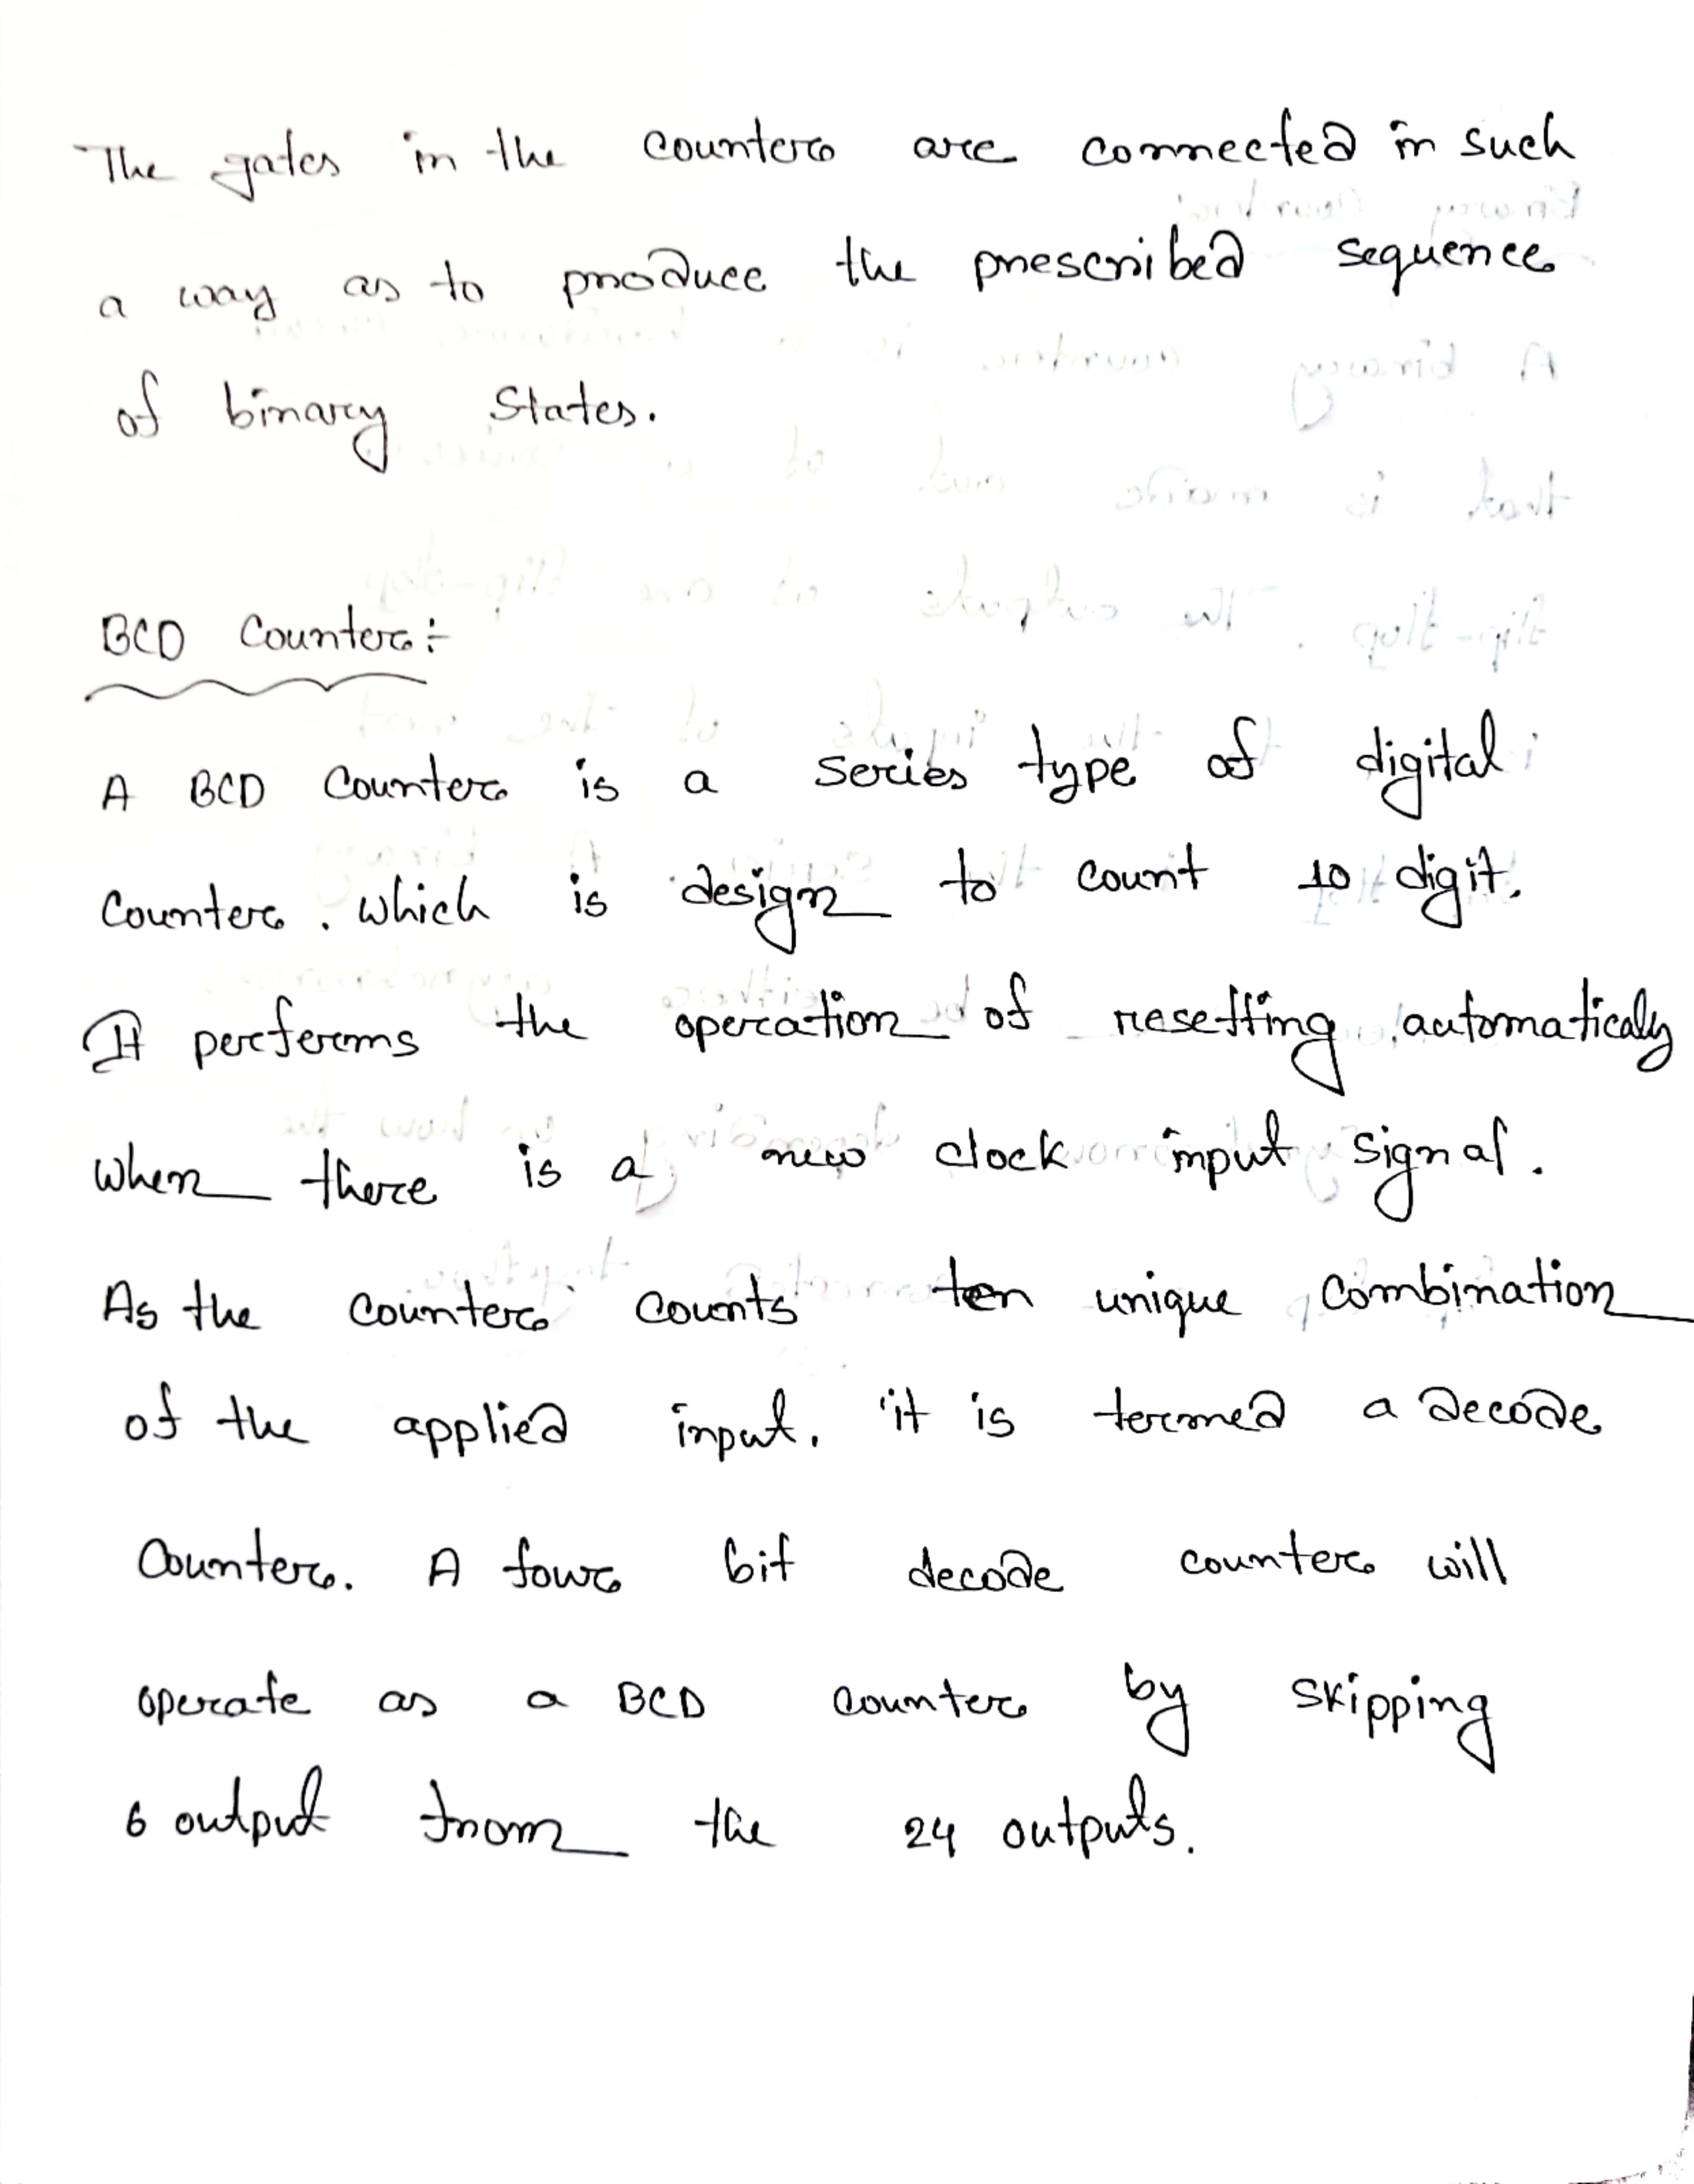 The gates in the counter are connected in such
a way as to produce the prescribed sequence
of binary States.
BCD Counter:
A BCD Counter is a series type of digital
Counter. which is design to count 10 digit.
It performs the operation of resetting automaticaly
when there is a new clock input signal.
As the counter counts ten unique Combination
of the applied input. it is termed a decode
Counter. A four bit decode counter will
operate as a BCD counter by skipping
6 output from the 24 outputs.